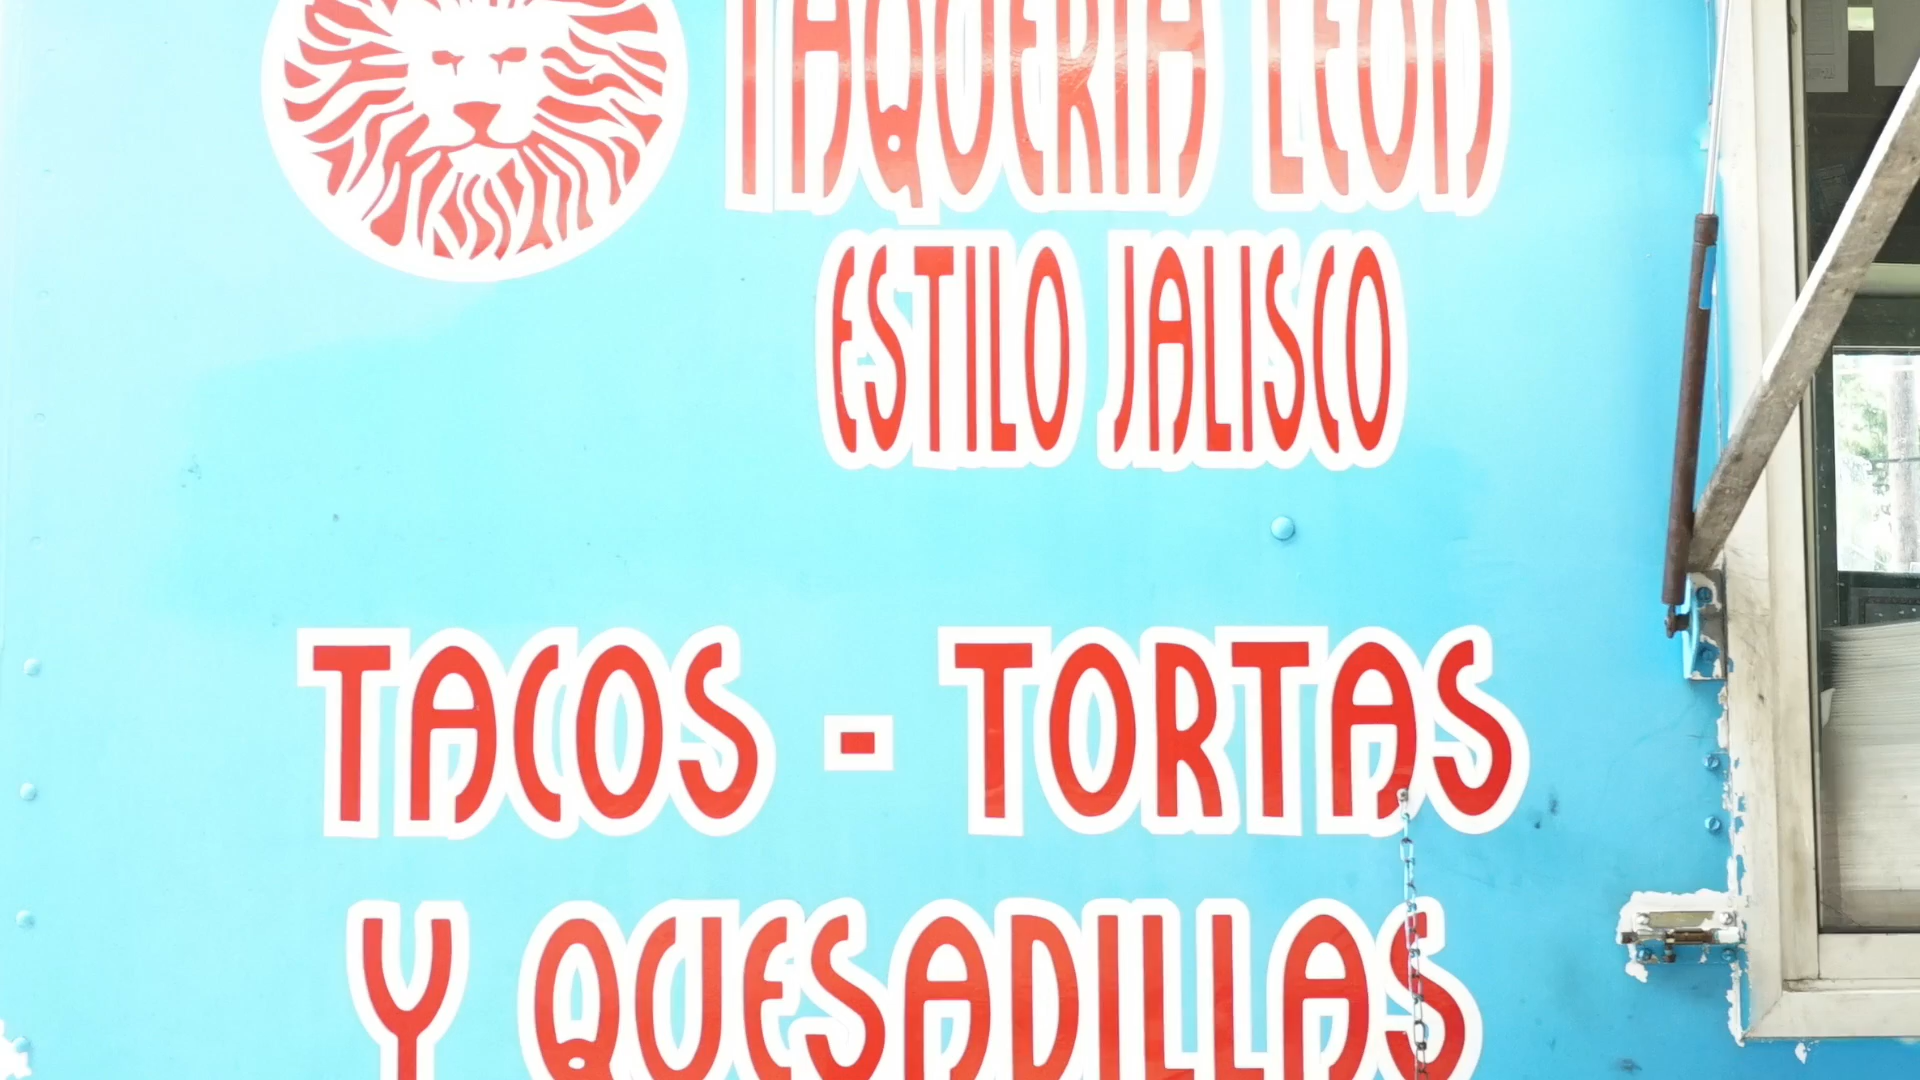 TAQUERIA LEON
ESTILO JALISCO
TACOS - TORTAS
Y QUESADILLAS